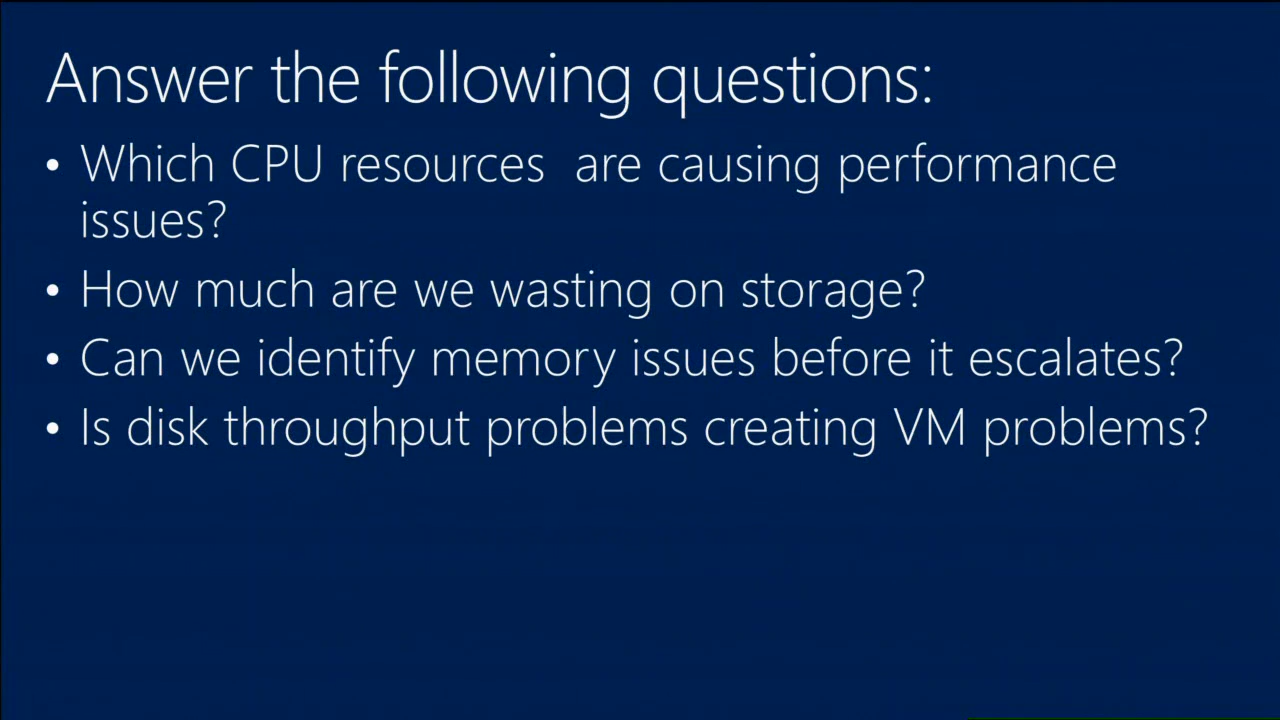 Answer the following questions:
• Which CPU resources  are causing performance
issues?
• How much are we wasting on storage?
• Can we identify memory issues before it escalates?
• Is disk throughput problems creating VM problems?